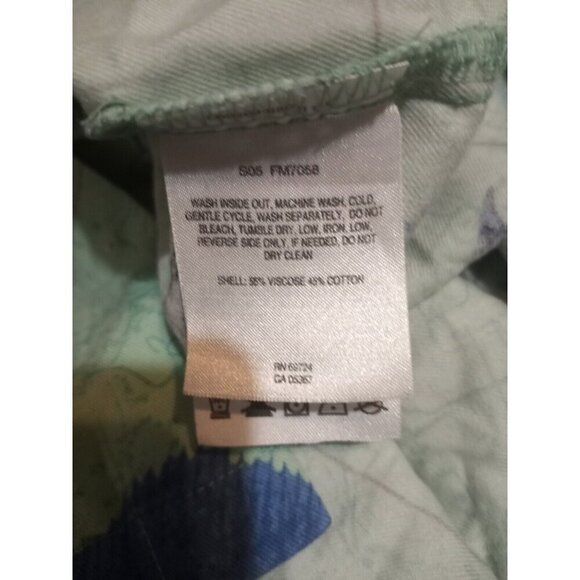 S05 FM7058
WASH INSIDE OUT, MACHINE WASH, COLD,
GENTLE CYCLE, WASH SEPARATELY, DO NOT
BLEACH, TUMBLE DRY, LOW, IRON, LOW,
REVERSE SIDE ONLY, IF NEEDED, DO NOT
DRY CLEAN
SHELL: 55% VISCOSE 45% COTTON
RN 69724
CA 05367